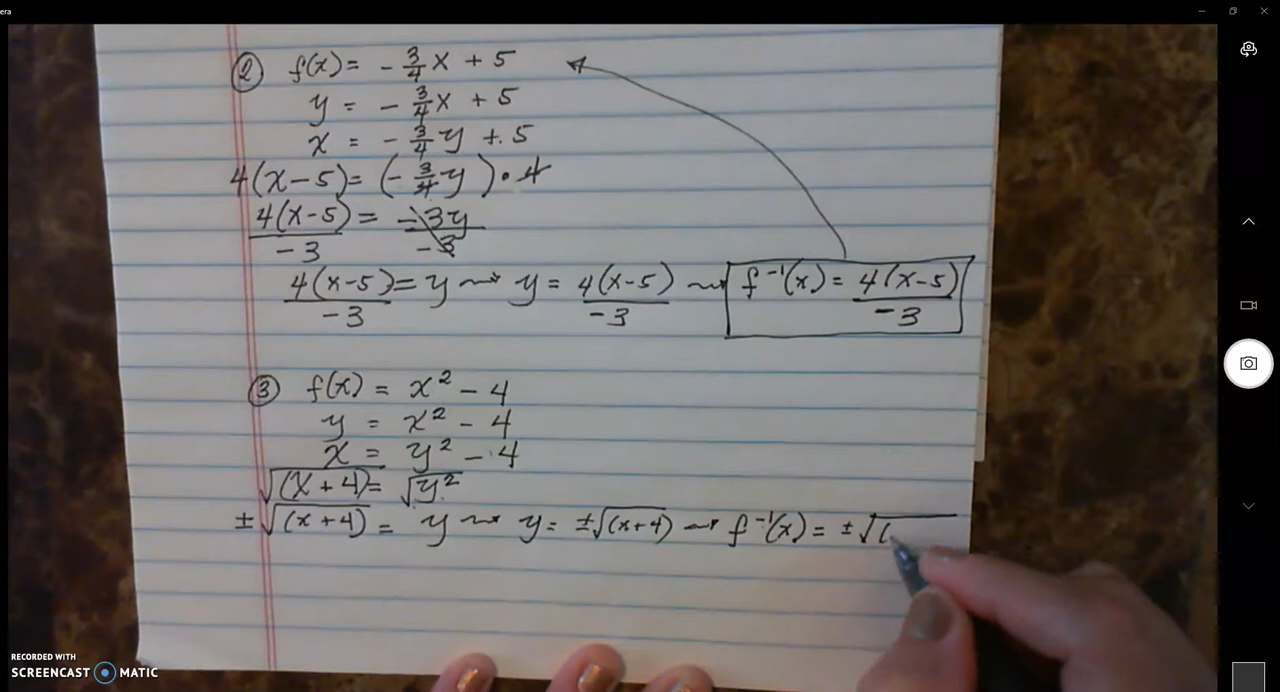 era
② f(x) = - 3/4 x + 5
y = - 3/4 x + 5
x = - 3/4 y + 5
4(x-5) = (- 3/4 y) • 4
4(x-5)/-3 = -3y/-3
4(x-5)/-3 = y ⇝ y = 4(x-5)/-3 ⇝ f⁻¹(x) = 4(x-5)/-3
③ f(x) = x² - 4
y = x² - 4
x = y² - 4
√(x+4) = √y²
±√(x+4) = y ⇝ y = ±√(x+4) ⇝ f⁻¹(x) = ±√(
RECORDED WITH
SCREENCAST MATIC